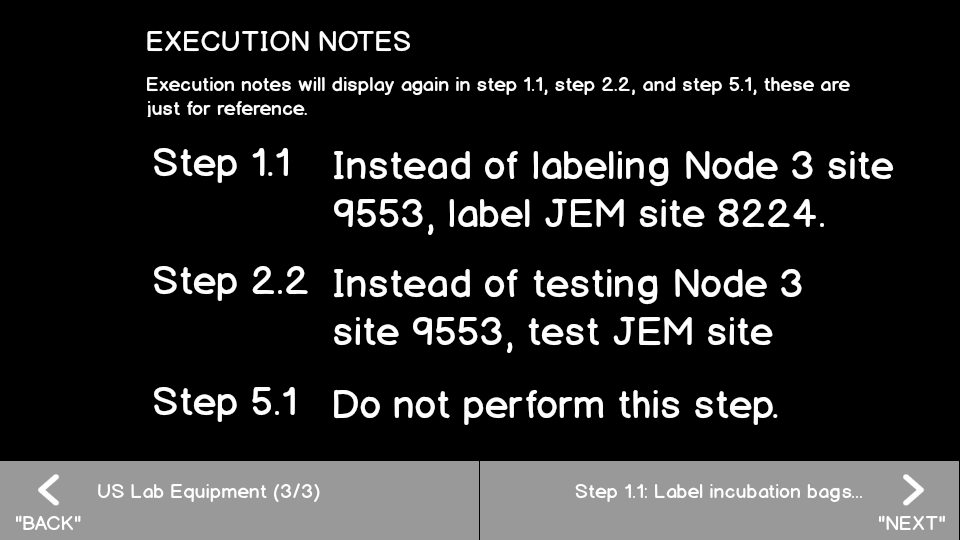 EXECUTION NOTES
Execution notes will display again in step 1.1, step 2.2, and step 5.1, these are
just for reference.
Step 1.1
Instead of labeling Node 3 site
9553, label JEM site 8224.
Step 2.2
Instead of testing Node 3
site 9553, test JEM site
Step 5.1
Do not perform this step.
US Lab Equipment (3/3)
"BACK"
Step 1.1: Label incubation bags...
"NEXT"